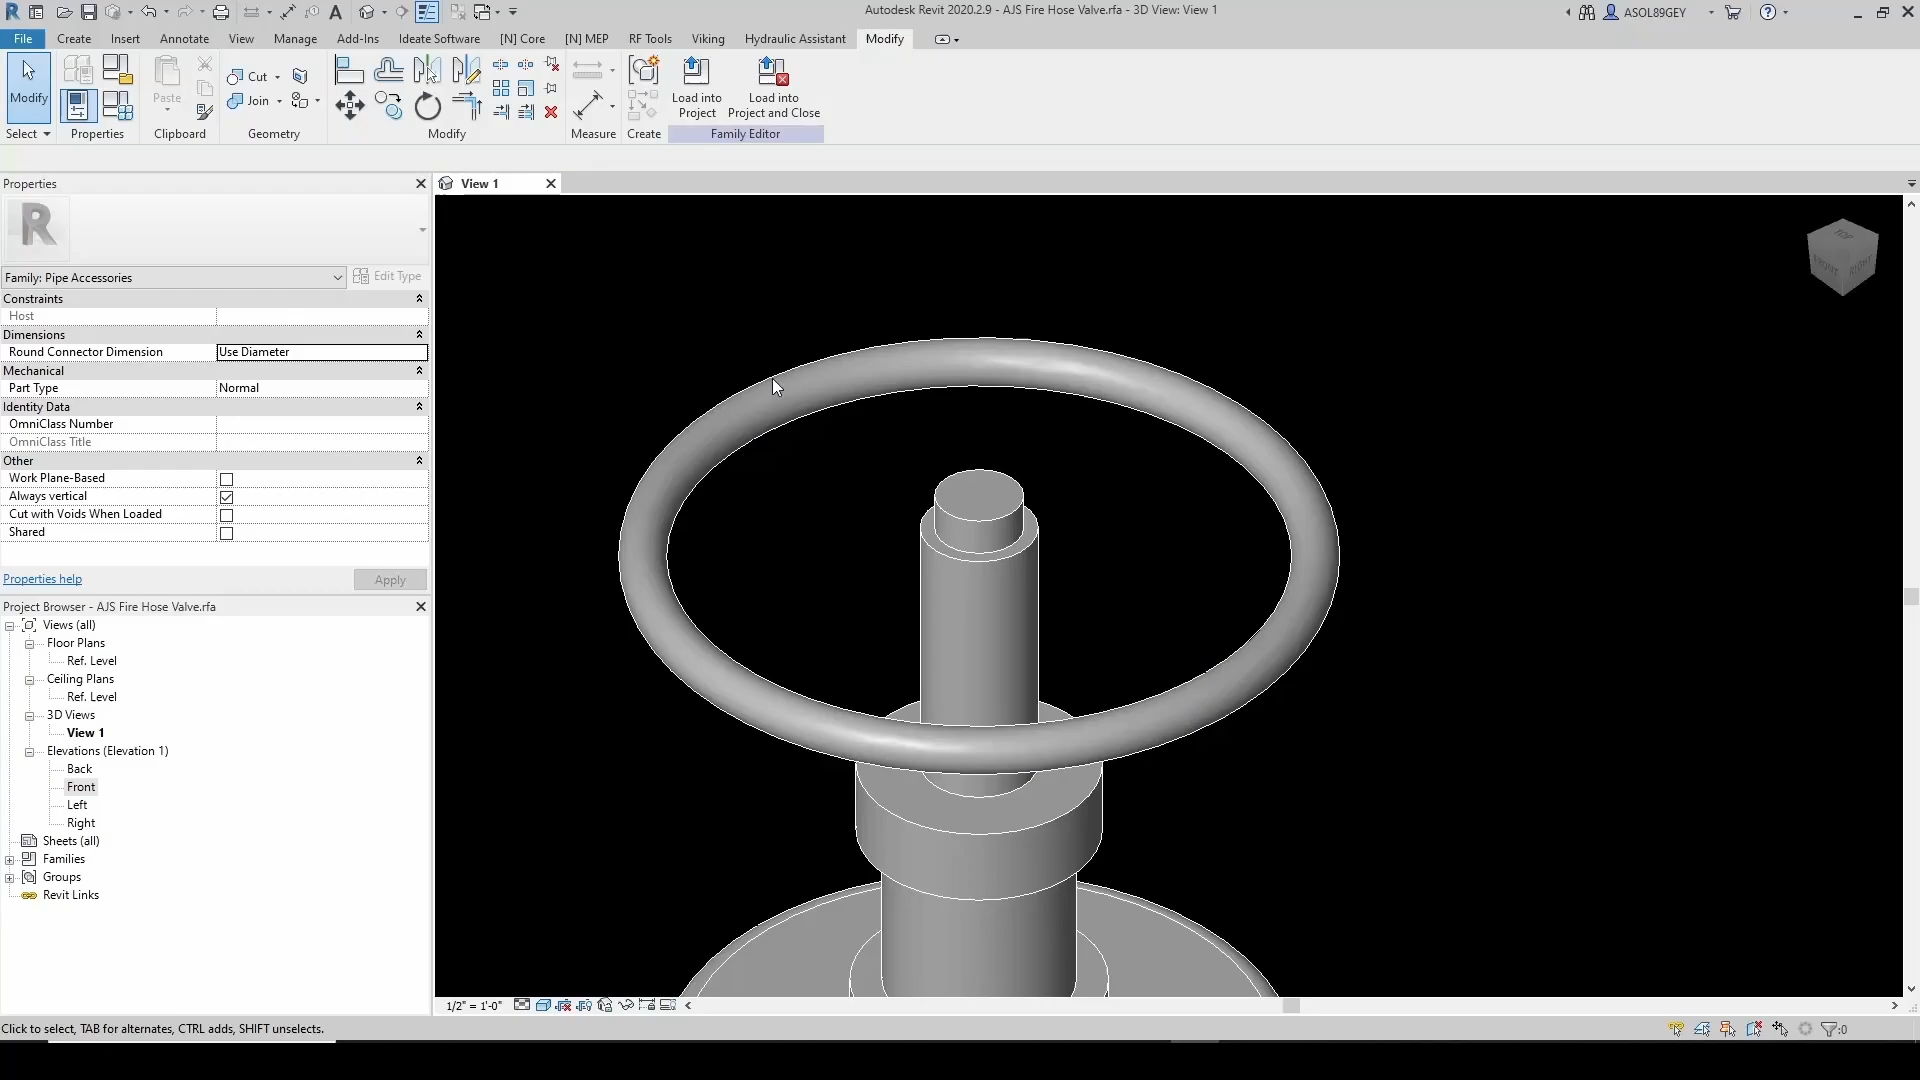 Autodesk Revit 2020.2.9 - AJS Fire Hose Valve.rfa - 3D View: View 1
ASOL89GEY
File Create Insert Annotate View Manage Add-Ins Ideate Software [N] Core [N] MEP RF Tools Viking Hydraulic Assistant Modify
Cut
Modify
Paste
Join
Load into Project
Load into Project and Close
Select
Properties
Clipboard
Geometry
Modify
Measure
Create
Family Editor
Properties
View 1
R
Family: Pipe Accessories
Edit Type
Constraints
Host
Dimensions
Round Connector Dimension Use Diameter
Mechanical
Part Type Normal
Identity Data
OmniClass Number
OmniClass Title
Other
Work Plane-Based
Always vertical
Cut with Voids When Loaded
Shared
Properties help
Apply
Project Browser - AJS Fire Hose Valve.rfa
Views (all)
Floor Plans
Ref. Level
Ceiling Plans
Ref. Level
3D Views
View 1
Elevations (Elevation 1)
Back
Front
Left
Right
Sheets (all)
Families
Groups
Revit Links
TOP
FRONT
RIGHT
1/2" = 1'-0"
Click to select, TAB for alternates, CTRL adds, SHIFT unselects.
:0